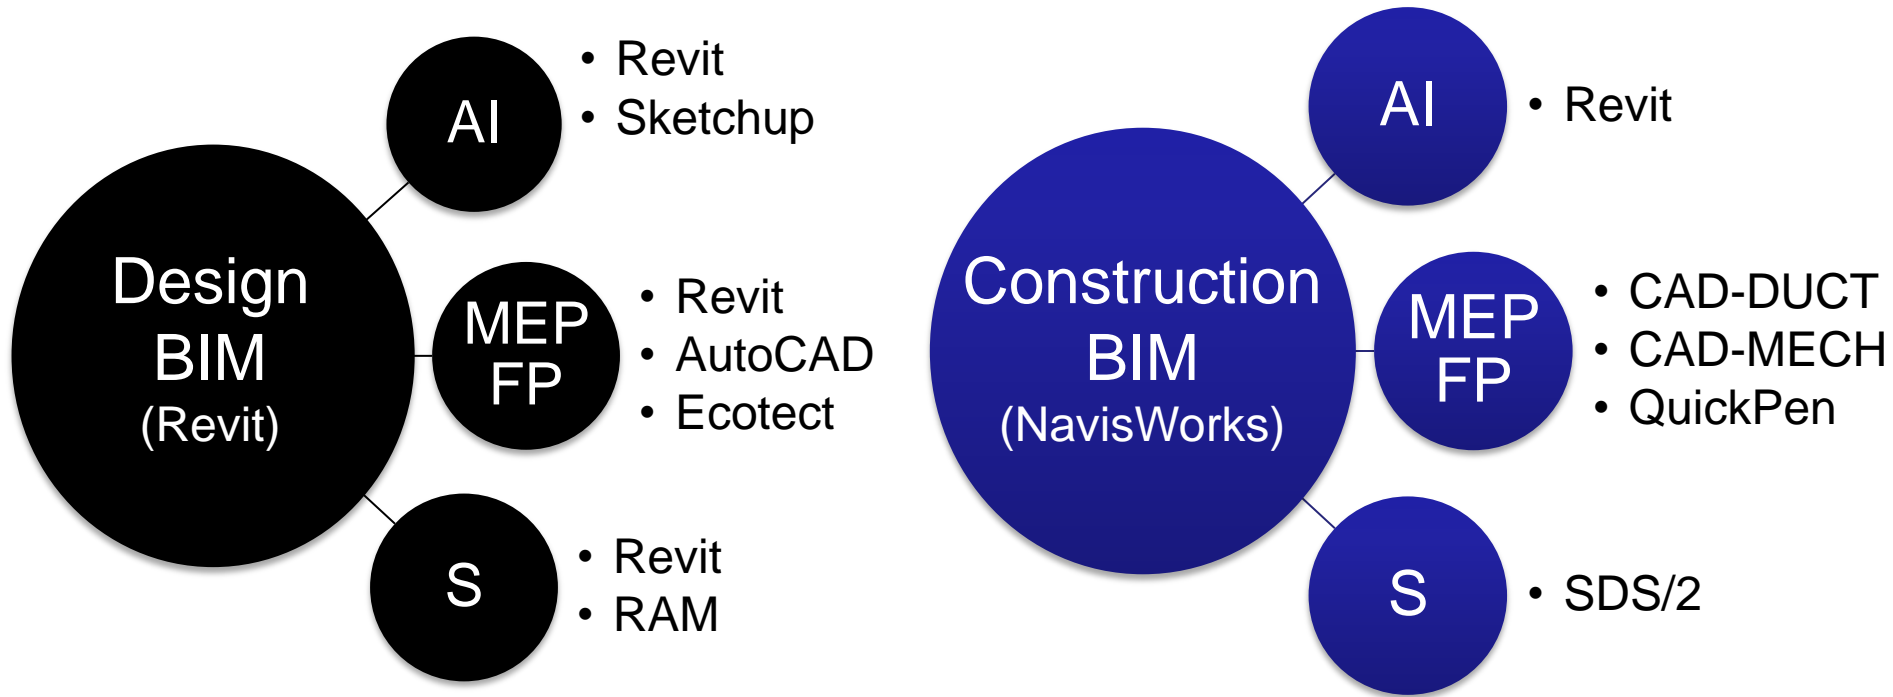 Design
BIM
(Revit)
AI
• Revit
• Sketchup
MEP
FP
• Revit
• AutoCAD
• Ecotect
S
• Revit
• RAM
Construction
BIM
(NavisWorks)
AI
• Revit
MEP
FP
• CAD-DUCT
• CAD-MECH
• QuickPen
S
• SDS/2